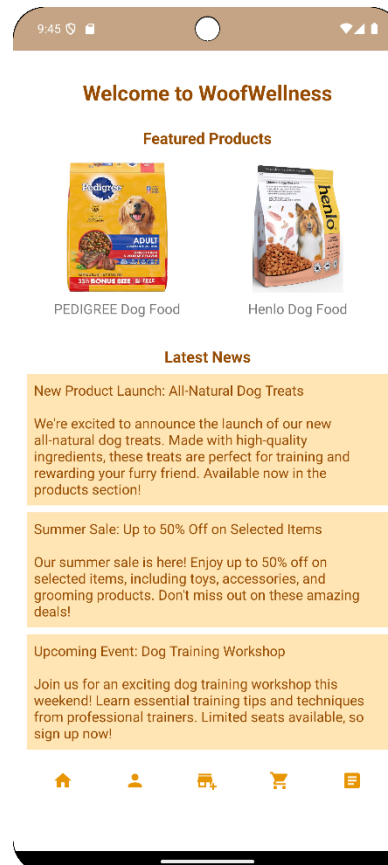 9:45
Welcome to WoofWellness
Featured Products
Pedigree
ADULT
BONUS SIZE
henlo
PEDIGREE Dog Food
Henlo Dog Food
Latest News
New Product Launch: All-Natural Dog Treats
We're excited to announce the launch of our new
all-natural dog treats. Made with high-quality
ingredients, these treats are perfect for training and
rewarding your furry friend. Available now in the
products section!
Summer Sale: Up to 50% Off on Selected Items
Our summer sale is here! Enjoy up to 50% off on
selected items, including toys, accessories, and
grooming products. Don't miss out on these amazing
deals!
Upcoming Event: Dog Training Workshop
Join us for an exciting dog training workshop this
weekend! Learn essential training tips and techniques
from professional trainers. Limited seats available, so
sign up now!